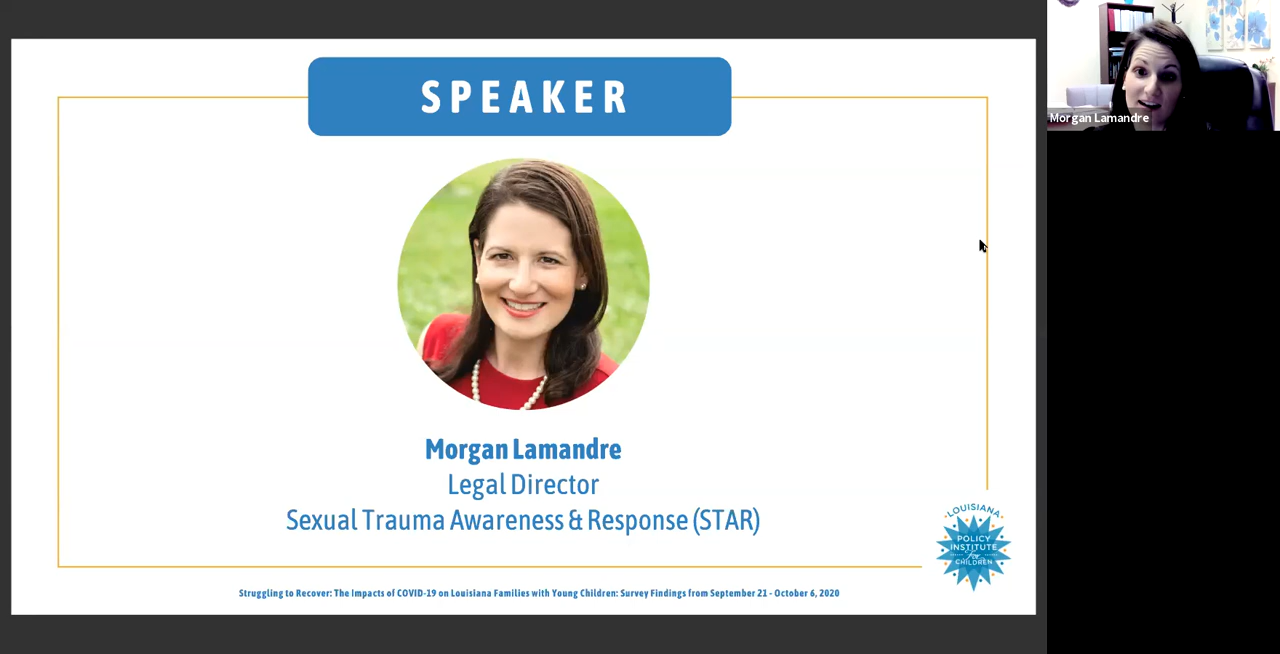 SPEAKER
Morgan Lamandre
Morgan Lamandre
Legal Director
Sexual Trauma Awareness & Response (STAR)
LOUISIANA
POLICY
INSTITUTE
For
CHILDREN
Struggling to Recover: The Impacts of COVID-19 on Louisiana Families with Young Children: Survey Findings from September 21 - October 6, 2020